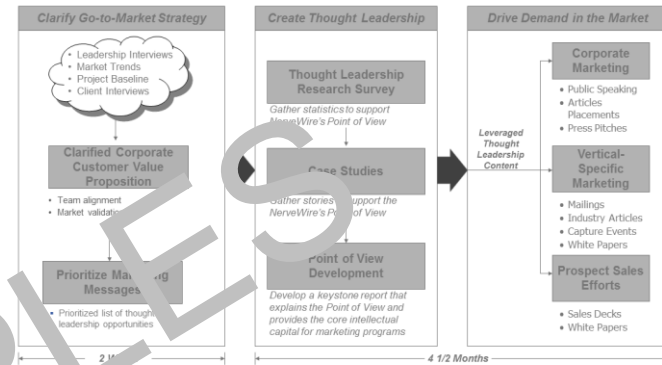 Clarify Go-to-Market Strategy
• Leadership Interviews
• Market Trends
• Project Baseline
• Client Interviews
Clarified Corporate
Customer Value
Proposition
• Team alignment
• Market
Prioritize
Messages
• Prioritized list of
leadership opportunities
2
Create Thought Leadership
Thought Leadership
Research Survey
Gather statistics to support
NerveWire's Point of View
Case Studies
Gather stories support the
NerveWire's Point of View
Point of View
Development
Develop a keystone report that
explains the Point of View and
provides the core intellectual
capital for marketing programs
4 1/2 Months
Drive Demand in the Market
Leveraged
Thought
Leadership
Content
Corporate
Marketing
• Public Speaking
• Articles
Placements
• Press Pitches
Vertical-
Specific
Marketing
• Mailings
• Industry Articles
• Capture Events
• White Papers
Prospect Sales
Efforts
• Sales Decks
• White Papers
PLES